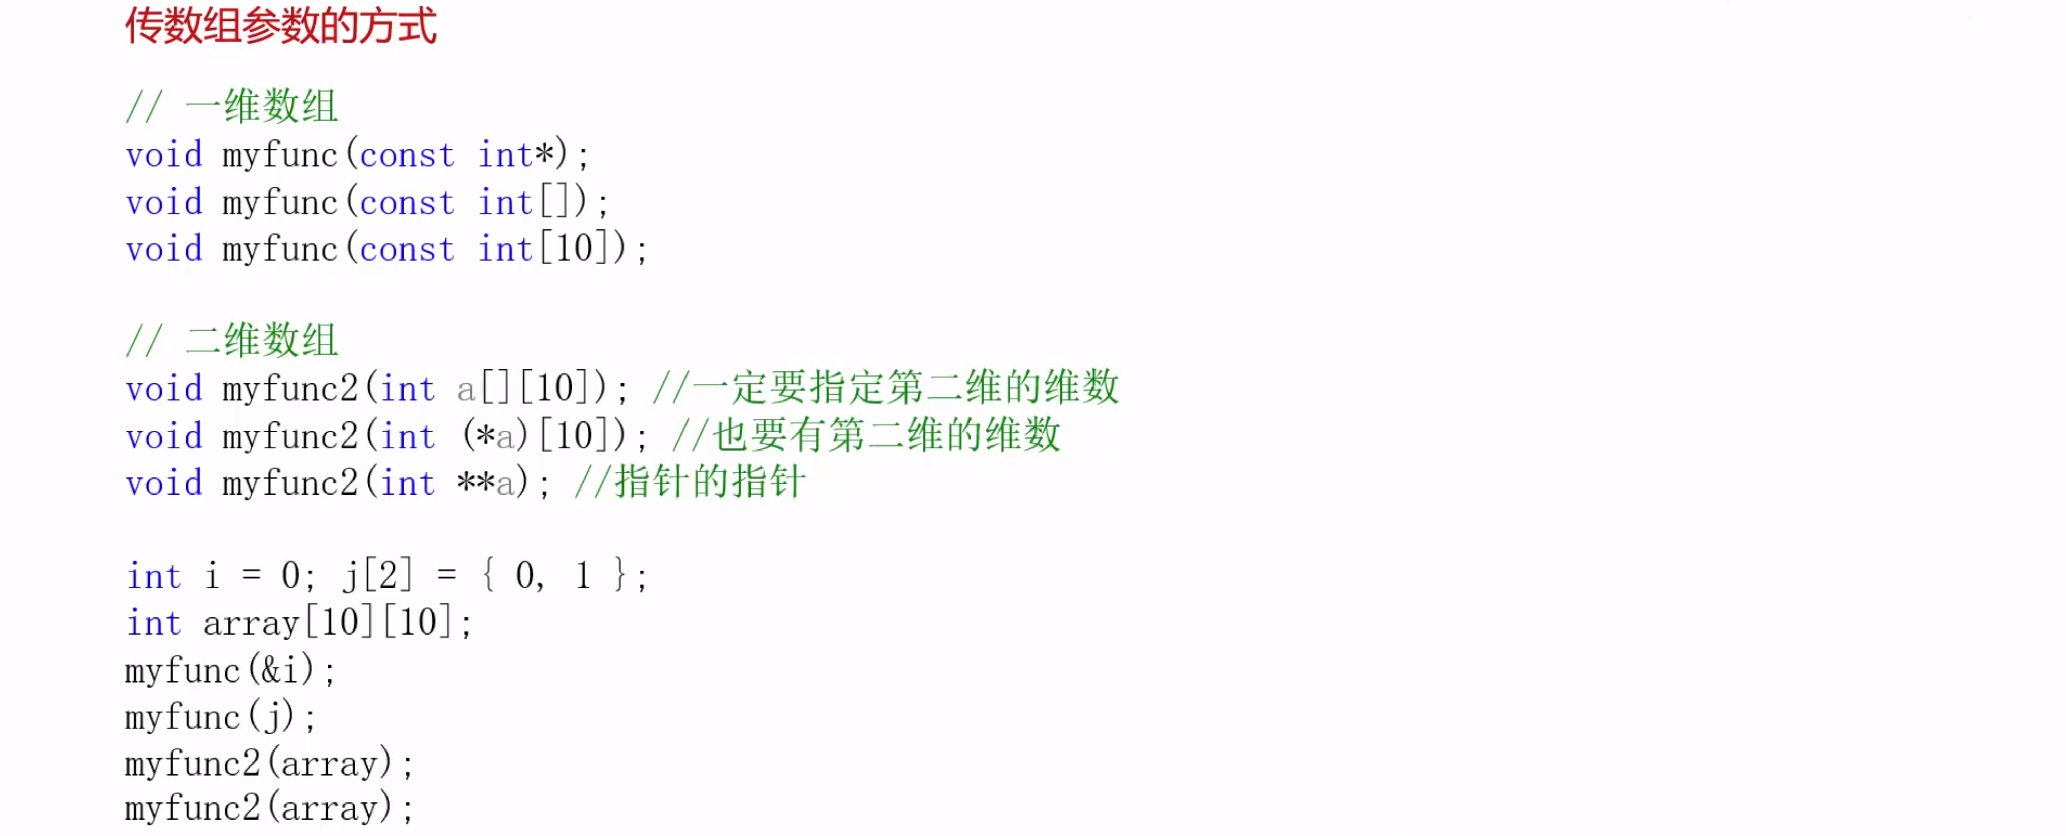 传数组参数的方式
// 一维数组
void myfunc(const int*);
void myfunc(const int[]);
void myfunc(const int[10]);
// 二维数组
void myfunc2(int a[][10]); //一定要指定第二维的维数
void myfunc2(int (*a)[10]); //也要有第二维的维数
void myfunc2(int **a); //指针的指针
int i = 0; j[2] = { 0, 1 };
int array[10][10];
myfunc(&i);
myfunc(j);
myfunc2(array);
myfunc2(array);